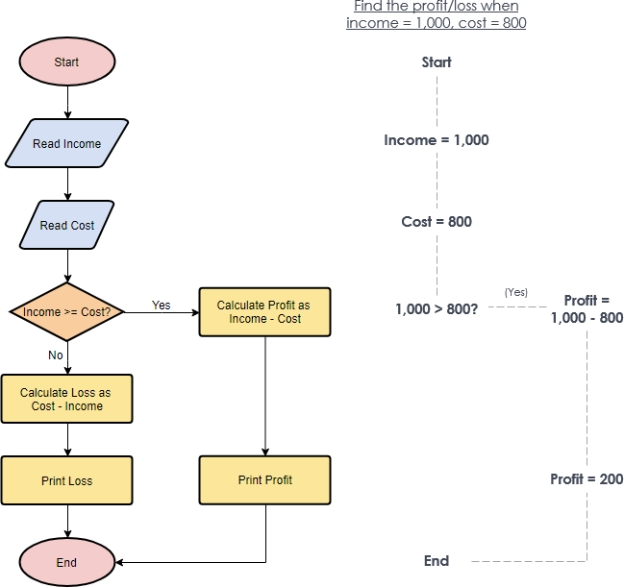 Find the profit/loss when
income = 1,000, cost = 800
Start
Read Income
Read Cost
Income >= Cost?
Yes
Calculate Profit as
Income - Cost
No
Calculate Loss as
Cost - Income
Print Loss
Print Profit
End
Start
Income = 1,000
Cost = 800
1,000 > 800?
(Yes)
Profit =
1,000 - 800
Profit = 200
End